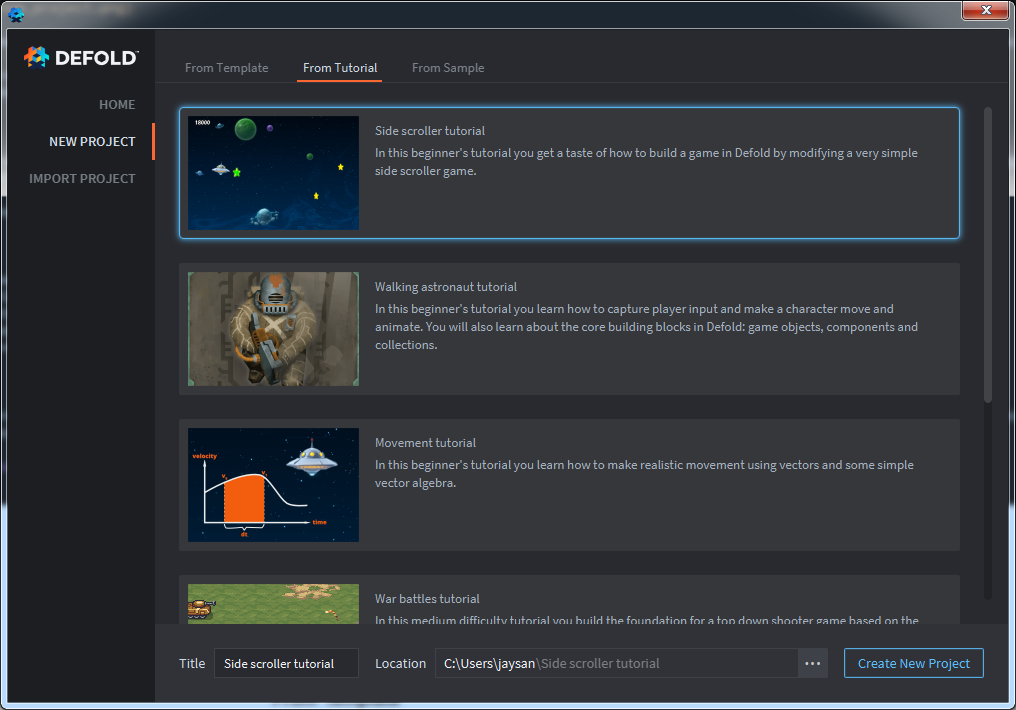 DEFOLD™
HOME
NEW PROJECT
IMPORT PROJECT
From Template
From Tutorial
From Sample
18000
Side scroller tutorial
In this beginner's tutorial you get a taste of how to build a game in Defold by modifying a very simple
side scroller game.
Walking astronaut tutorial
In this beginner's tutorial you learn how to capture player input and make a character move and
animate. You will also learn about the core building blocks in Defold: game objects, components and
collections.
velocity
time
dt
Movement tutorial
In this beginner's tutorial you learn how to make realistic movement using vectors and some simple
vector algebra.
War battles tutorial
In this medium difficulty tutorial you build the foundation for a top down shooter game based on the
Title
Side scroller tutorial
Location
C:\Users\jaysan\Side scroller tutorial
...
Create New Project